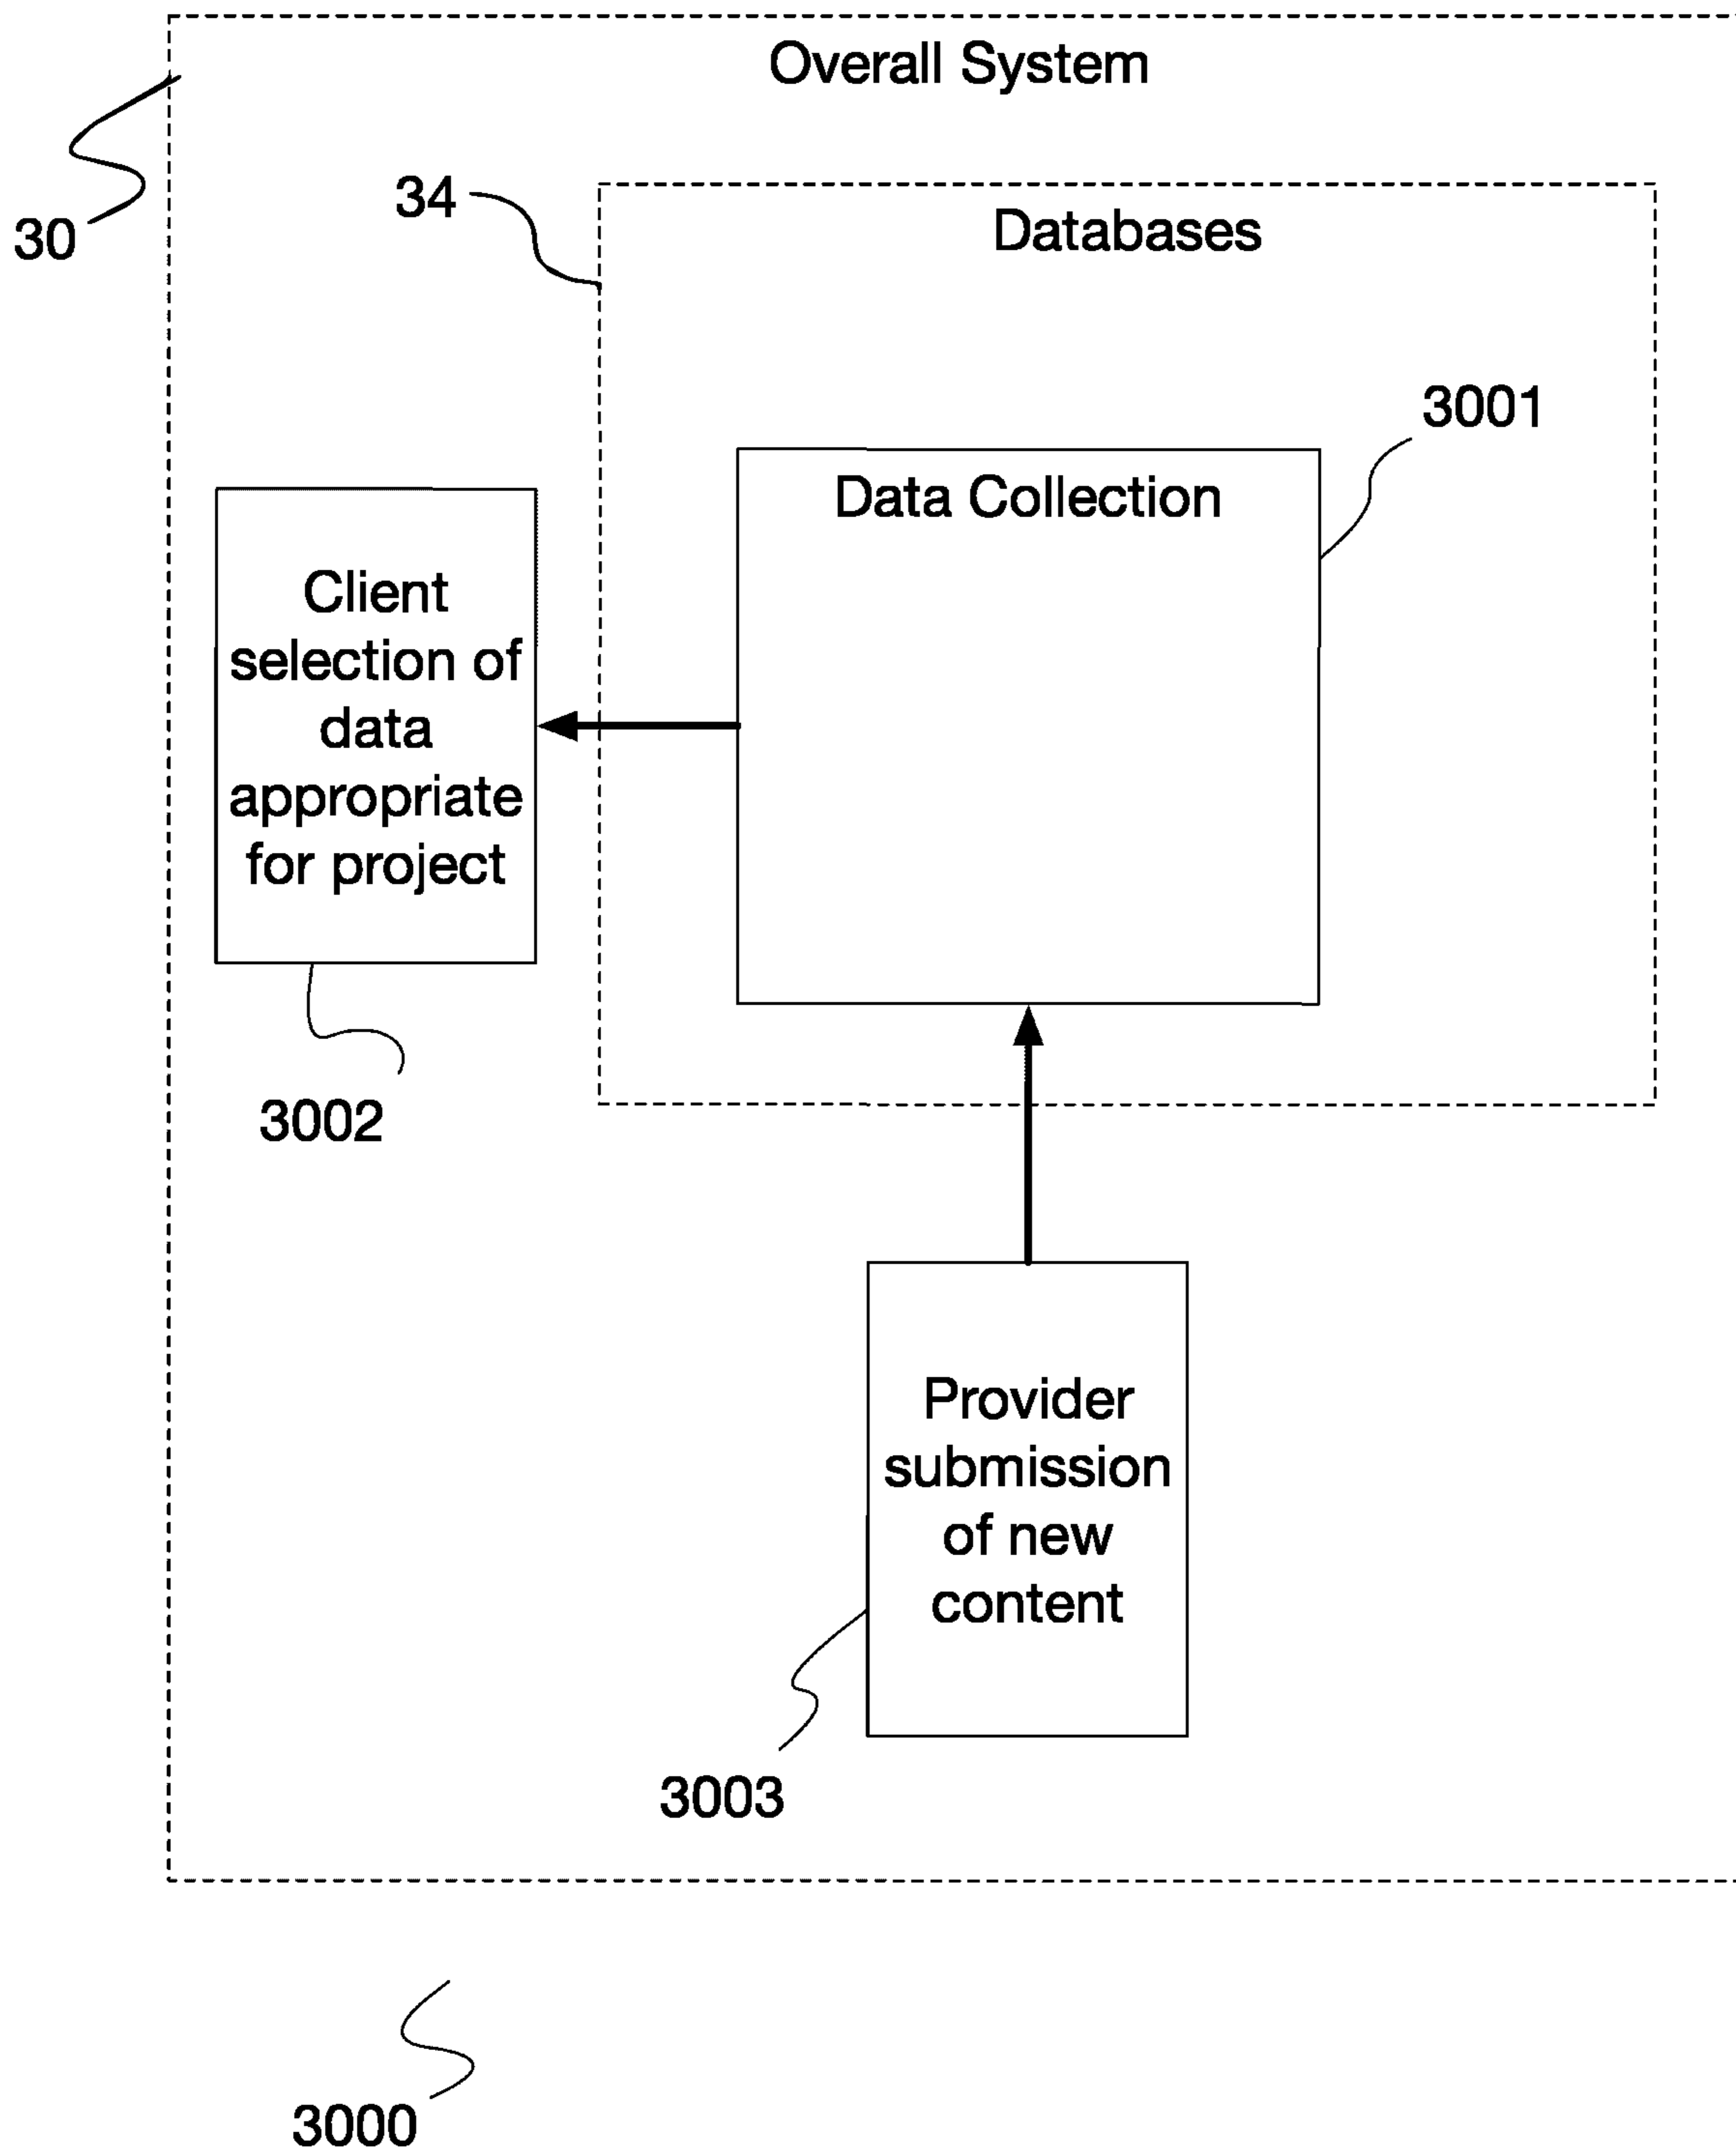 Overall System
30
34
Databases
3001
Data Collection
Client
selection of
data
appropriate
for project
3002
Provider
submission
of new
content
3003
3000